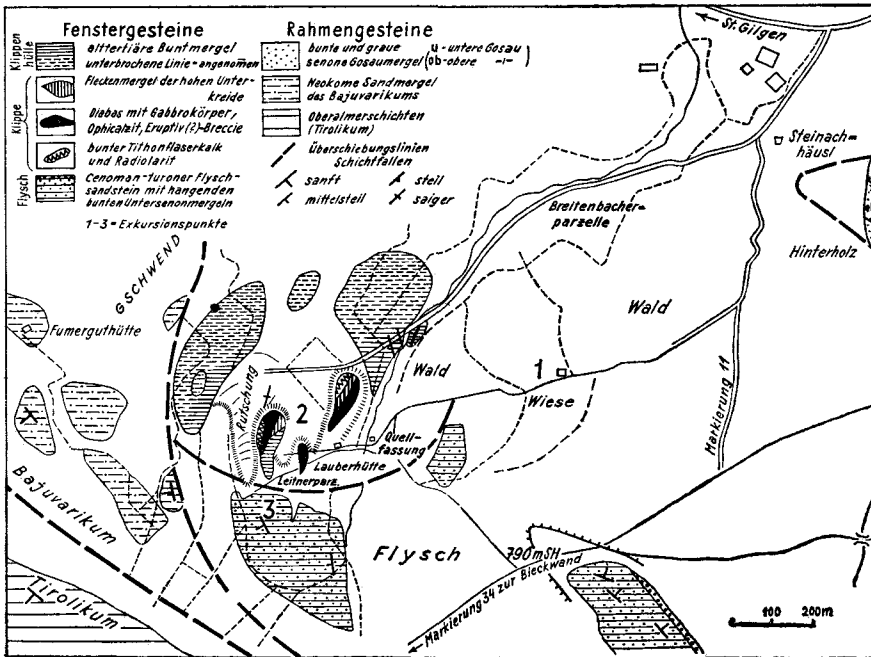 Fenstergesteine
Klippenhülle
alttertiäre Buntmergel
unterbrochene Linie-angenomen
Klippe
Fleckenmergel der hohen Unter-
kreide
Diabas mit Gabbrokörper,
Ophicalzit, Eruptiv (?)-Breccie
bunter Tithonflaserkalk
und Radiolarit
Flysch
Cenoman-turoner Flysch-
sandstein mit hangenden
bunten Untersenonmergeln
1-3 = Exkursionspunkte
Rahmengesteine
bunte und graue
senone Gosaumergel
u - untere Gosau
ob - obere -"-
Neokome Sandmergel
des Bajuvarikums
Oberalmerschichten
(Tirolikum)
Überschiebungslinien
Schichtfallen
sanft
steil
mittelsteil
saiger
St. Gilgen
Steinach-
häusl
Breitenbacher-
parzelle
Hinterholz
GSCHWEND
Fumerguthütte
Wald
Wald
1
Wiese
Markierung 11
Rutschung
2
Quell-
fassung
Lauberhütte
Leitnerparz.
3
Bajuvarikum
Flysch
790mSH
Tirolikum
Markierung 34 zur Bleckwand
100 200m